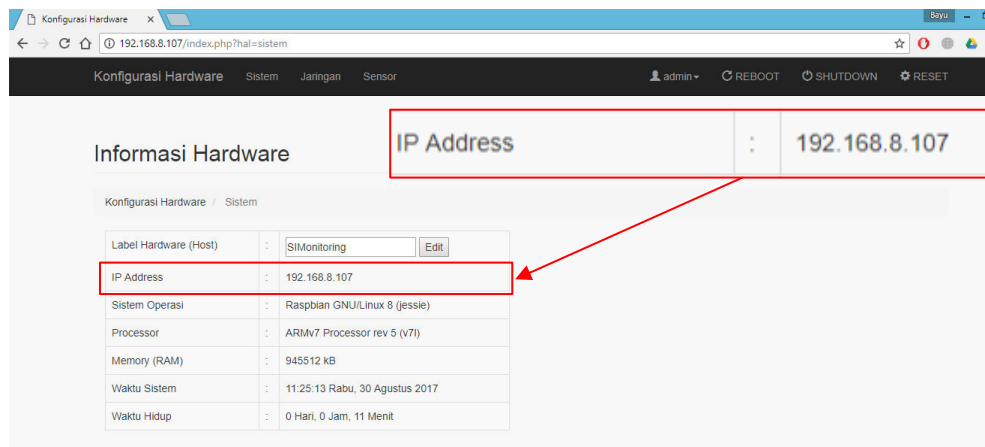 Konfigurasi Hardware
Bayu
192.168.8.107/index.php?hal=sistem
Konfigurasi Hardware Sistem Jaringan Sensor admin REBOOT SHUTDOWN RESET
IP Address : 192.168.8.107
Informasi Hardware
Konfigurasi Hardware / Sistem
Label Hardware (Host) : SIMonitoring Edit
IP Address : 192.168.8.107
Sistem Operasi : Raspbian GNU/Linux 8 (jessie)
Processor : ARMv7 Processor rev 5 (v7l)
Memory (RAM) : 945512 kB
Waktu Sistem : 11:25:13 Rabu, 30 Agustus 2017
Waktu Hidup : 0 Hari, 0 Jam, 11 Menit